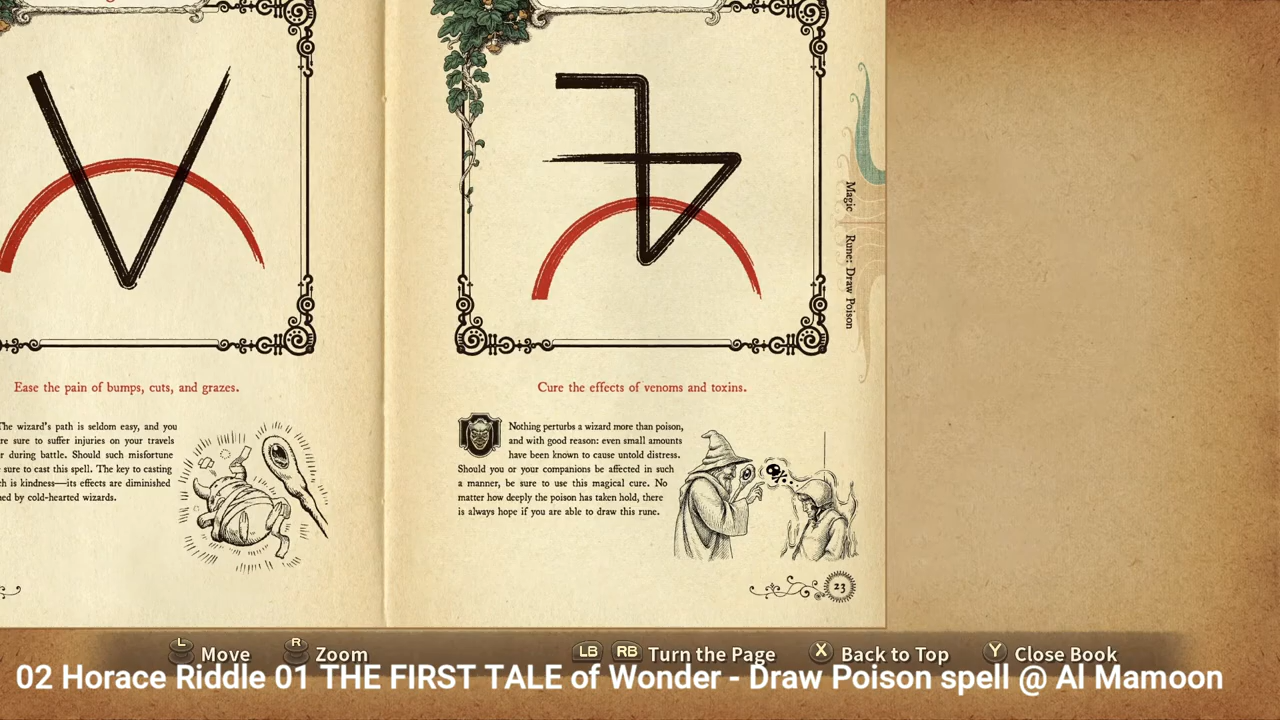 Ease the pain of bumps, cuts, and grazes.
The wizard's path is seldom easy, and you
re sure to suffer injuries on your travels
r during battle. Should such misfortune
sure to cast this spell. The key to casting
ch is kindness—its effects are diminished
ned by cold-hearted wizards.
Cure the effects of venoms and toxins.
Nothing perturbs a wizard more than poison,
and with good reason: even small amounts
have been known to cause untold distress.
Should you or your companions be affected in such
a manner, be sure to use this magical cure. No
matter how deeply the poison has taken hold, there
is always hope if you are able to draw this rune.
Magic Rune: Draw Poison
23
L Move R Zoom LB RB Turn the Page X Back to Top Y Close Book
02 Horace Riddle 01 THE FIRST TALE of Wonder - Draw Poison spell @ Al Mamoon